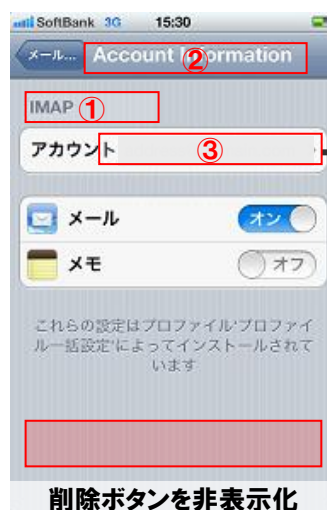 SoftBank 3G 15:30
メール... Account Information
②
IMAP ①
アカウント ③
メール オン
メモ オフ
これらの設定はプロファイル"プロファイ
ル一括設定"によってインストールされて
います
削除ボタンを非表示化